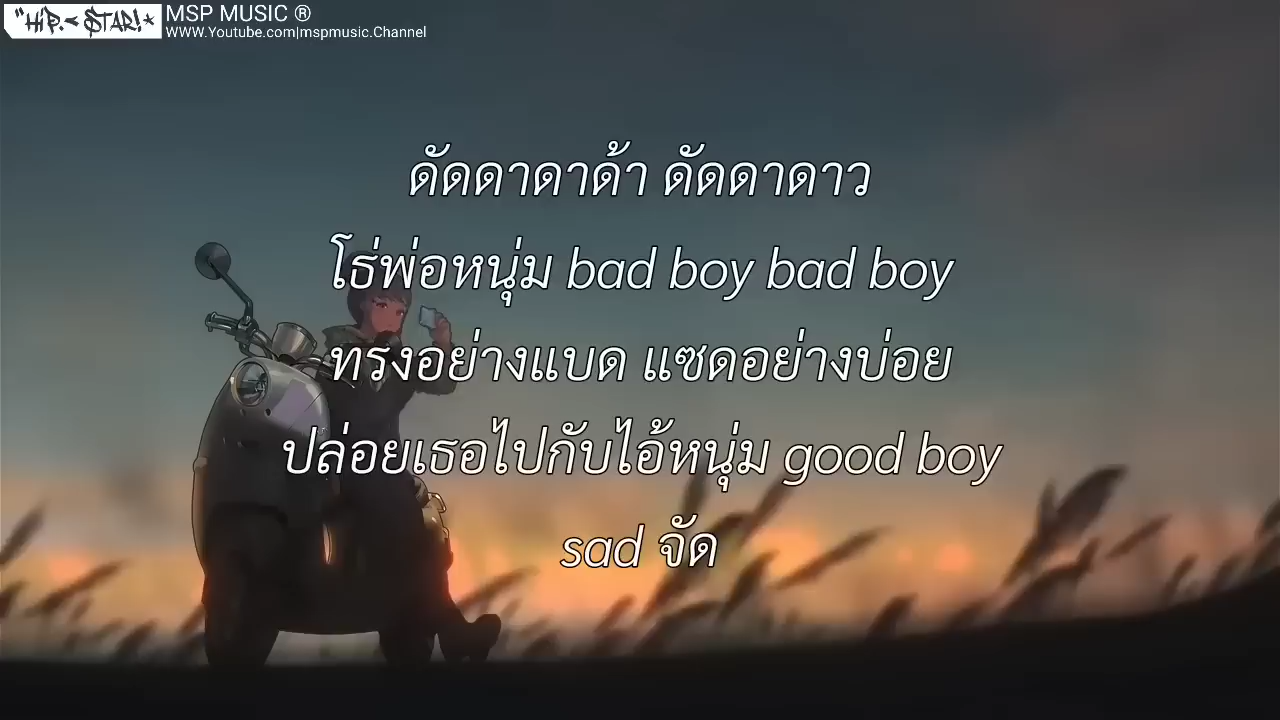 "HiP.< STAR!*
MSP MUSIC ®
WWW.Youtube.com|mspmusic.Channel
ดัดดาดาด้า ดัดดาดาว
โธ่พ่อหนุ่ม bad boy bad boy
ทรงอย่างแบด แซดอย่างบ่อย
ปล่อยเธอไปกับไอ้หนุ่ม good boy
sad จัด